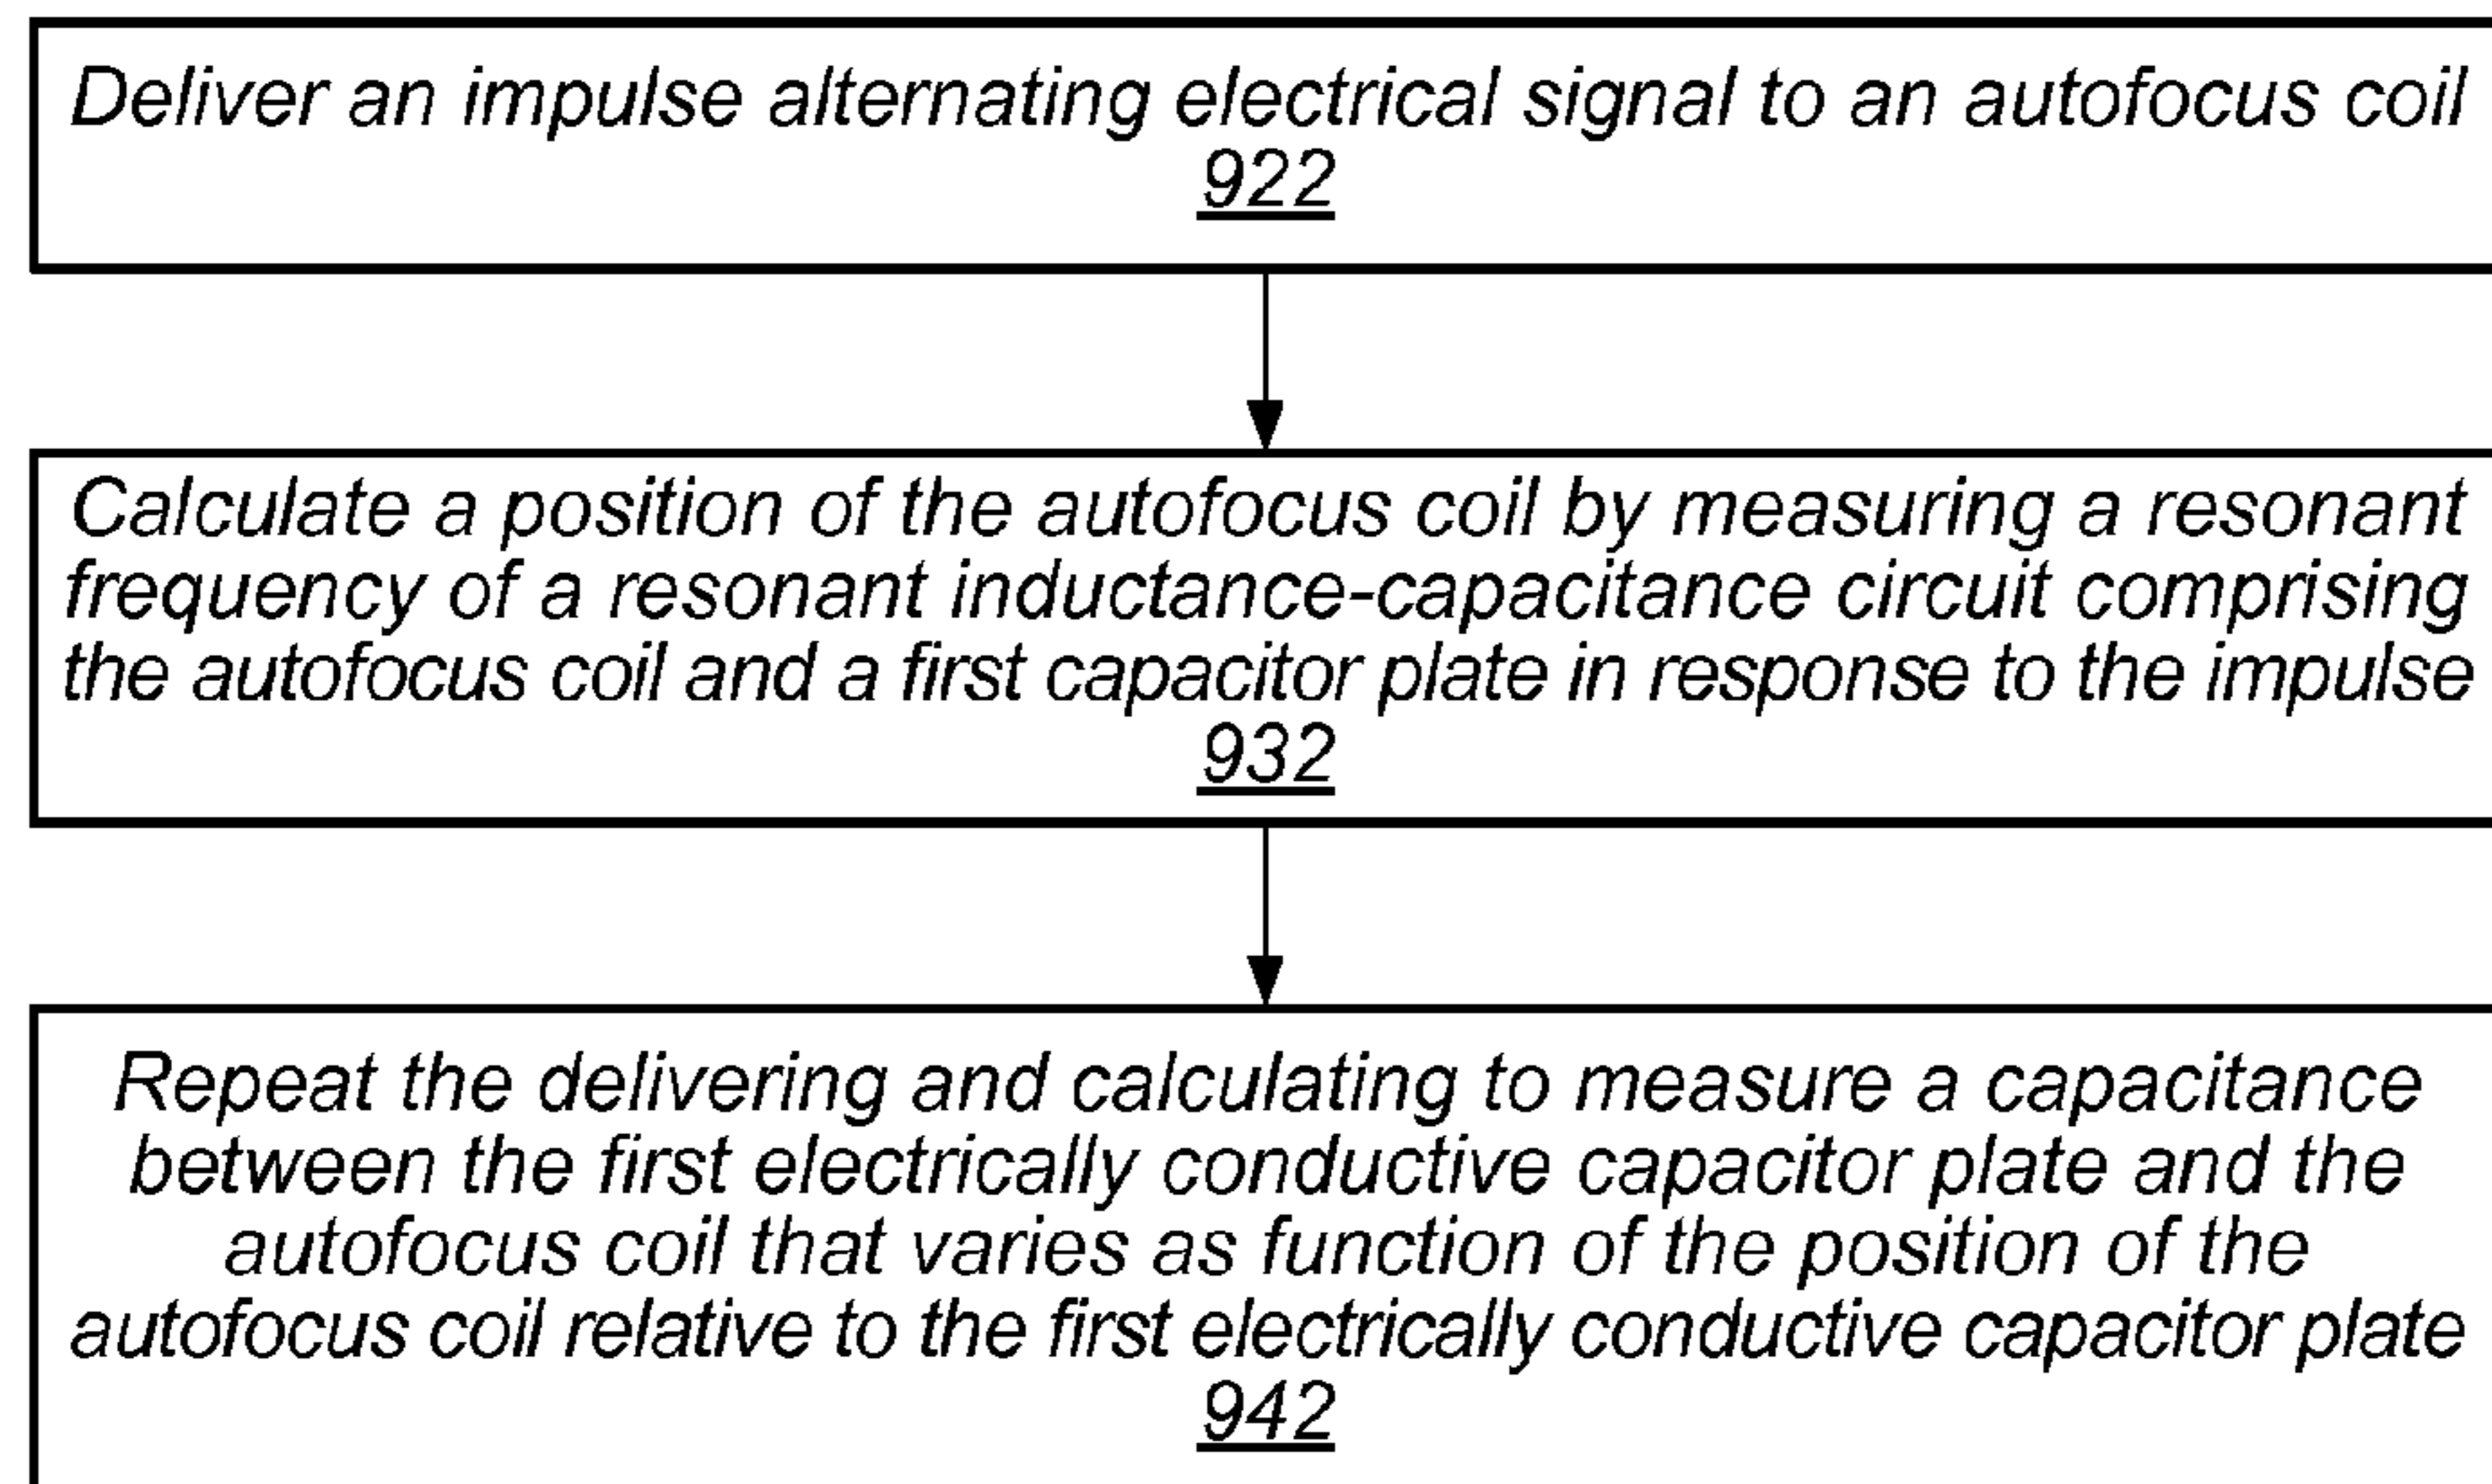 Deliver an impulse alternating electrical signal to an autofocus coil
922
Calculate a position of the autofocus coil by measuring a resonant
frequency of a resonant inductance-capacitance circuit comprising
the autofocus coil and a first capacitor plate in response to the impulse
932
Repeat the delivering and calculating to measure a capacitance
between the first electrically conductive capacitor plate and the
autofocus coil that varies as function of the position of the
autofocus coil relative to the first electrically conductive capacitor plate
942